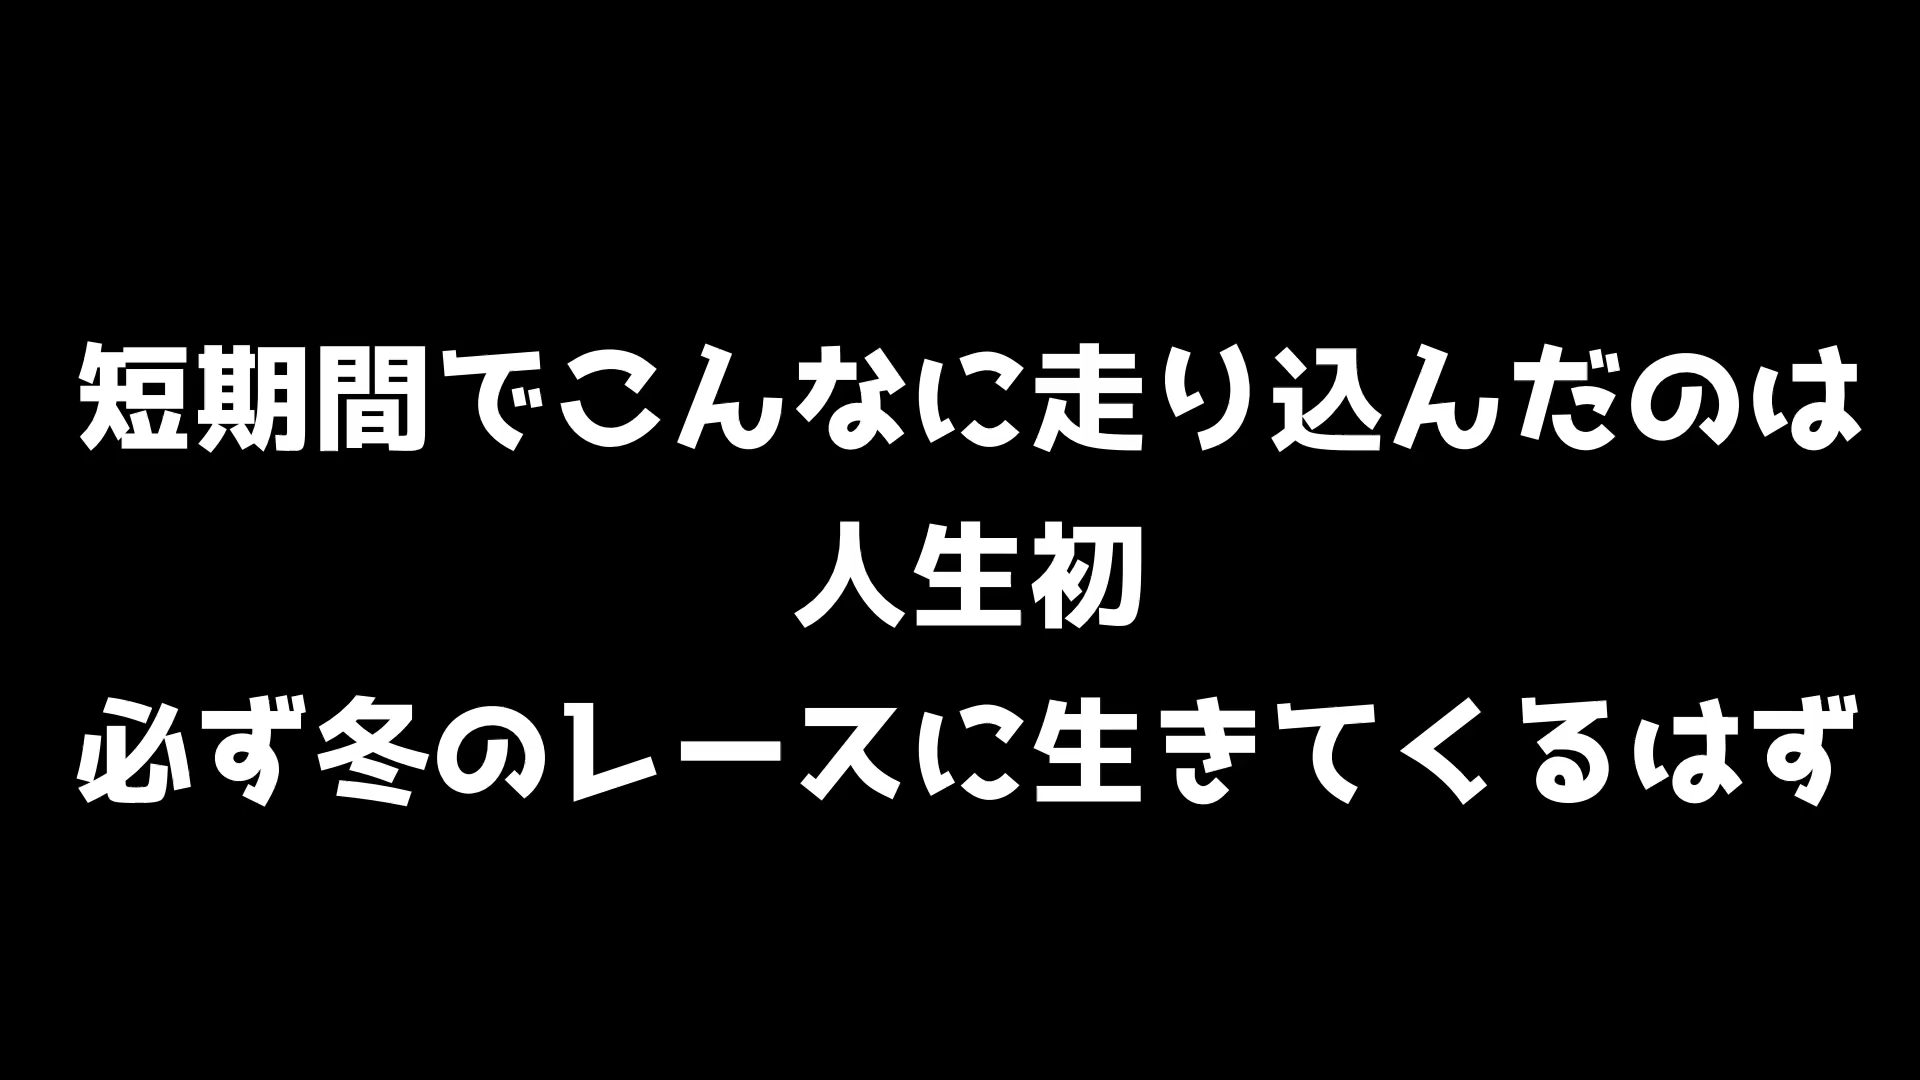 短期間でこんなに走り込んだのは
人生初
必ず冬のレースに生きてくるはず